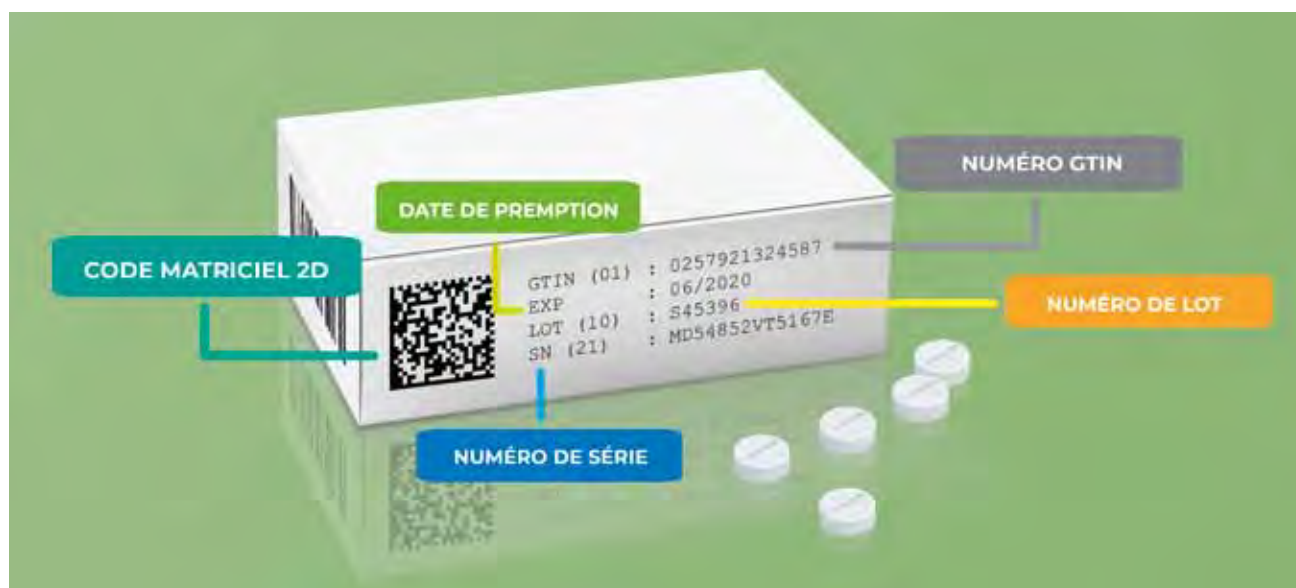 NUMÉRO GTIN
DATE DE PREMPTION
CODE MATRICIEL 2D
GTIN (01) : 0257921324587
EXP : 06/2020
LOT (10) : S45396
SN (21) : MD54852VT5167E
NUMÉRO DE LOT
NUMÉRO DE SÉRIE